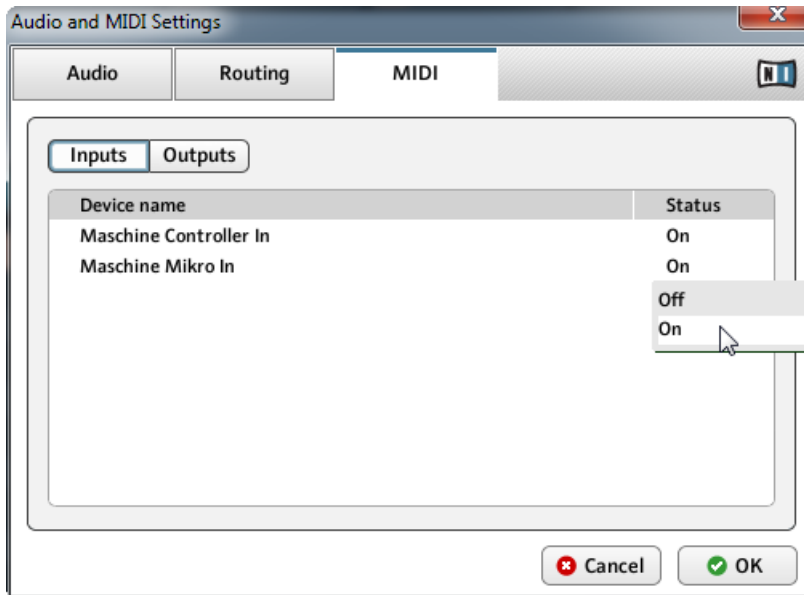 Audio and MIDI Settings
x
Audio Routing MIDI NI
Inputs Outputs
Device name Status
Maschine Controller In On
Maschine Mikro In On
Off
On
Cancel OK